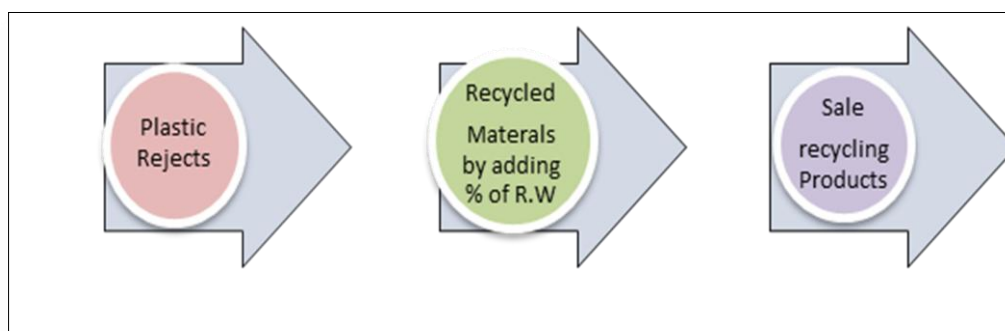 Plastic
Rejects
Recycled
Materals
by adding
% of R.W
Sale
recycling
Products